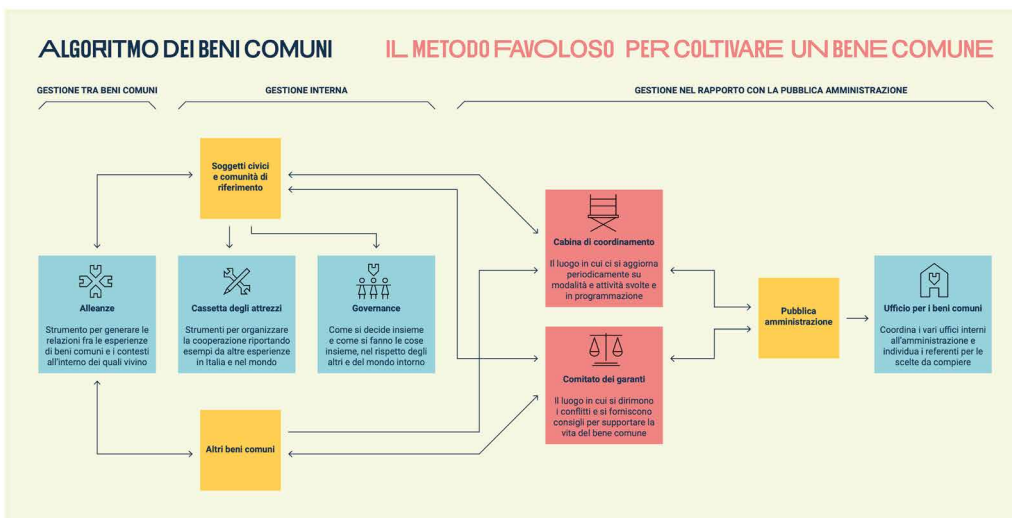 ALGORITMO DEI BENI COMUNI
IL METODO FAVOLOSO PER COLTIVARE UN BENE COMUNE
GESTIONE TRA BENI COMUNI
GESTIONE INTERNA
GESTIONE NEL RAPPORTO CON LA PUBBLICA AMMINISTRAZIONE
Soggetti civici
e comunità di
riferimento
Alleanze
Strumento per generare le
relazioni fra le esperienze
di beni comuni e i contesti
all'interno dei quali vivino
Cassetta degli attrezzi
Strumenti per organizzare
la cooperazione riportando
esempi da altre esperienze
in Italia e nel mondo
Governance
Come si decide insieme
e come si fanno le cose
insieme, nel rispetto degli
altri e del mondo intorno
Altri beni comuni
Cabina di coordinamento
Il luogo in cui ci si aggiorna
periodicamente su
modalità e attività svolte e
in programmazione
Comitato dei garanti
Il luogo in cui si dirimono
i conflitti e si forniscono
consigli per supportare la
vita del bene comune
Pubblica
amministrazione
Ufficio per i beni comuni
Coordina i vari uffici interni
all'amministrazione e
individua i referenti per le
scelte da compiere